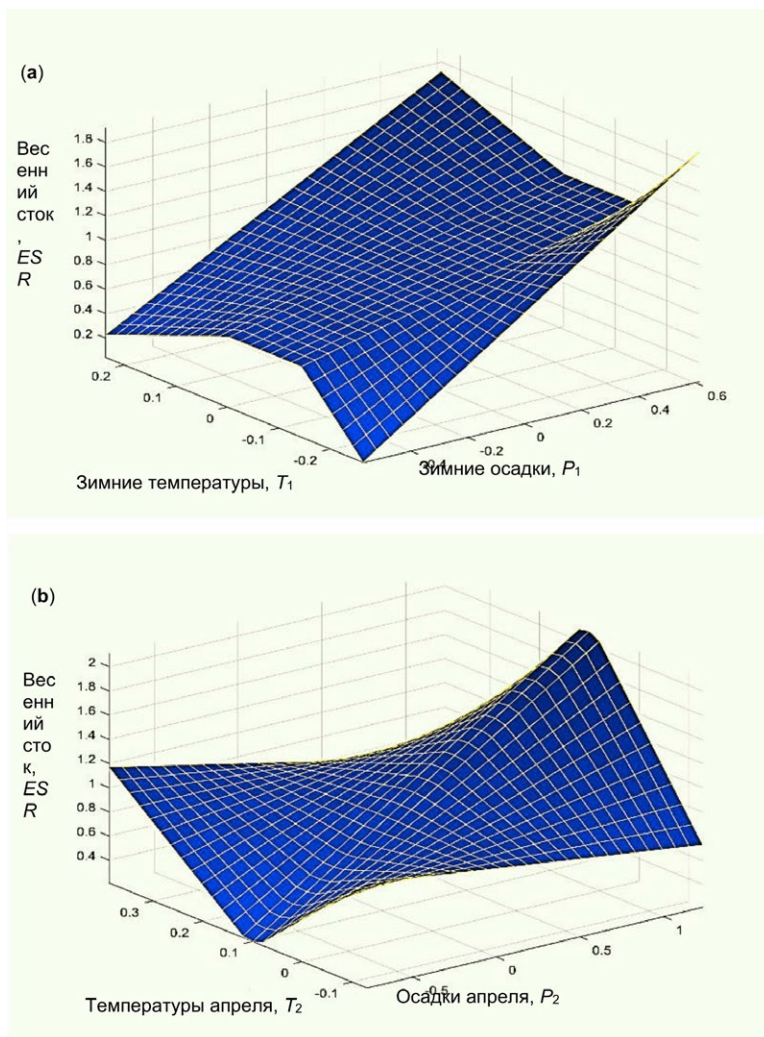 (a)
Вес
енн
ий
сток
,
ES
R
1.8
1.6
1.4
1.2
1
0.8
0.6
0.4
0.2
0.2
0.1
0
-0.1
-0.2
-0.4
-0.2
0
0.2
0.4
0.6
Зимние температуры, T1
Зимние осадки, P1
(b)
Вес
енн
ий
сто
к,
ES
R
2
1.8
1.6
1.4
1.2
1
0.8
0.6
0.4
0.3
0.2
0.1
0
-0.1
-0.5
0
0.5
1
Температуры апреля, T2
Осадки апреля, P2